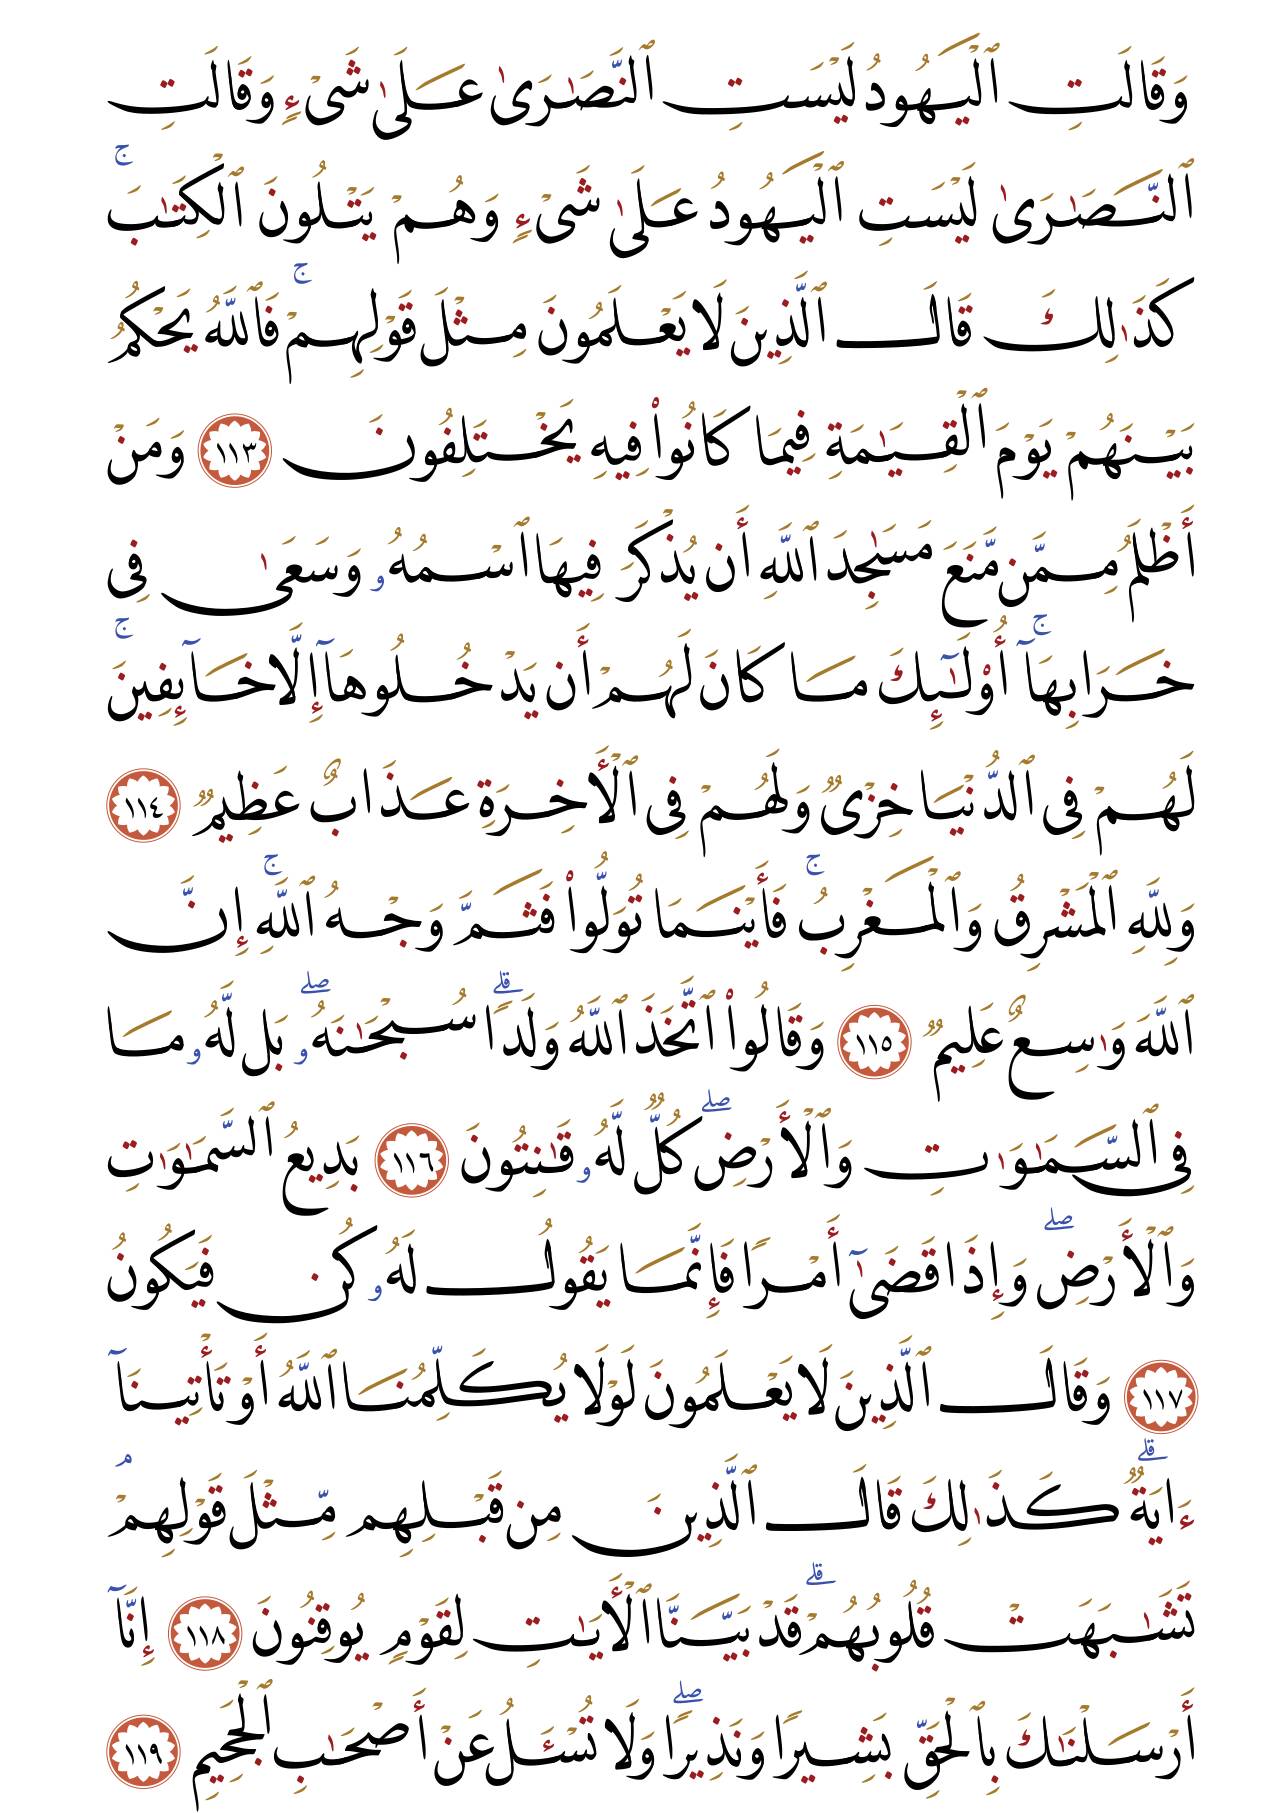 وَقَالَتِ ٱلْيَهُودُ لَيْسَتِ ٱلنَّصَٰرَىٰ عَلَىٰ شَىْءٍ وَقَالَتِ
ٱلنَّصَٰرَىٰ لَيْسَتِ ٱلْيَهُودُ عَلَىٰ شَىْءٍ وَهُمْ يَتْلُونَ ٱلْكِتَٰبَ ۚ
كَذَٰلِكَ قَالَ ٱلَّذِينَ لَا يَعْلَمُونَ مِثْلَ قَوْلِهِمْ ۚ فَٱللَّهُ يَحْكُمُ
بَيْنَهُمْ يَوْمَ ٱلْقِيَٰمَةِ فِيمَا كَانُوا۟ فِيهِ يَخْتَلِفُونَ ١١٣ وَمَنْ
أَظْلَمُ مِمَّن مَّنَعَ مَسَٰجِدَ ٱللَّهِ أَن يُذْكَرَ فِيهَا ٱسْمُهُۥ وَسَعَىٰ فِى
خَرَابِهَآ ۚ أُو۟لَٰٓئِكَ مَا كَانَ لَهُمْ أَن يَدْخُلُوهَآ إِلَّا خَآئِفِينَ ۚ
لَهُمْ فِى ٱلدُّنْيَا خِزْىٌ وَلَهُمْ فِى ٱلْأَخِرَةِ عَذَابٌ عَظِيمٌ ١١٤
وَلِلَّهِ ٱلْمَشْرِقُ وَٱلْمَغْرِبُ ۚ فَأَيْنَمَا تُوَلُّوا۟ فَثَمَّ وَجْهُ ٱللَّهِ ۚ إِنَّ
ٱللَّهَ وَٰسِعٌ عَلِيمٌ ١١٥ وَقَالُوا۟ ٱتَّخَذَ ٱللَّهُ وَلَدًا ۗ سُبْحَٰنَهُۥ ۖ بَل لَّهُۥ مَا
فِى ٱلسَّمَٰوَٰتِ وَٱلْأَرْضِ ۖ كُلٌّ لَّهُۥ قَٰنِتُونَ ١١٦ بَدِيعُ ٱلسَّمَٰوَٰتِ
وَٱلْأَرْضِ ۖ وَإِذَا قَضَىٰٓ أَمْرًا فَإِنَّمَا يَقُولُ لَهُۥ كُن فَيَكُونُ
١١٧ وَقَالَ ٱلَّذِينَ لَا يَعْلَمُونَ لَوْلَا يُكَلِّمُنَا ٱللَّهُ أَوْ تَأْتِينَآ
ءَايَةٌ ۗ كَذَٰلِكَ قَالَ ٱلَّذِينَ مِن قَبْلِهِم مِّثْلَ قَوْلِهِمْ ۘ
تَشَٰبَهَتْ قُلُوبُهُمْ ۗ قَدْ بَيَّنَّا ٱلْأَيَٰتِ لِقَوْمٍ يُوقِنُونَ ١١٨ إِنَّآ
أَرْسَلْنَٰكَ بِٱلْحَقِّ بَشِيرًا وَنَذِيرًا ۖ وَلَا تُسْـَٔلُ عَنْ أَصْحَٰبِ ٱلْجَحِيمِ ١١٩